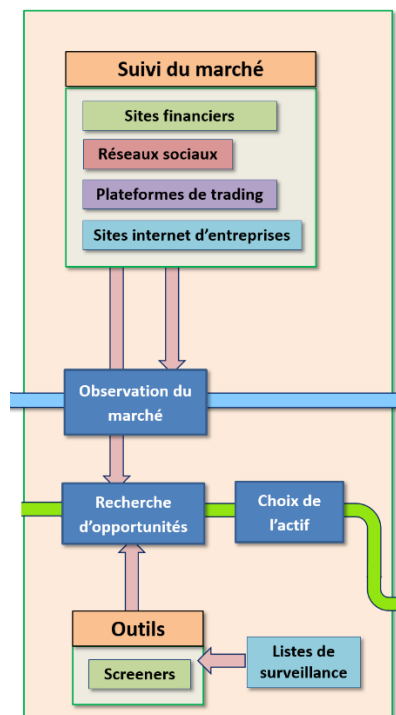 Suivi du marché
Sites financiers
Réseaux sociaux
Plateformes de trading
Sites internet d’entreprises
Observation du
marché
Recherche
d’opportunités
Choix de
l’actif
Outils
Screeners
Listes de
surveillance